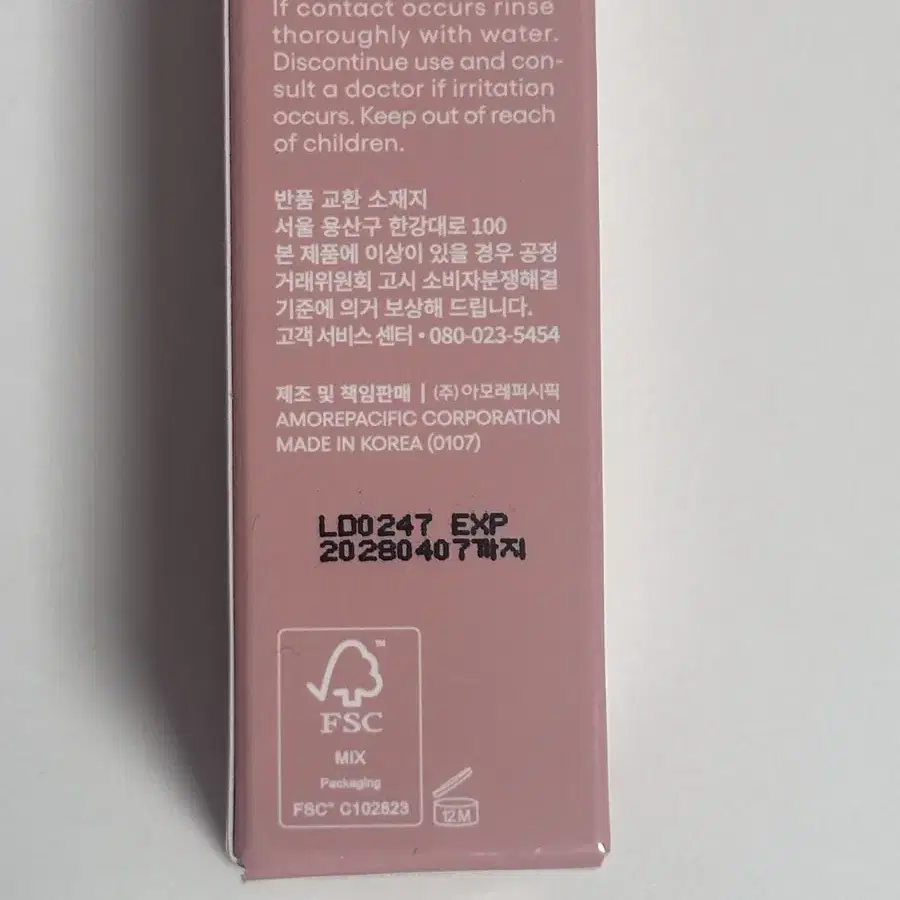 If contact occurs rinse
thoroughly with water.
Discontinue use and con-
sult a doctor if irritation
occurs. Keep out of reach
of children.
반품 교환 소재지
서울 용산구 한강대로 100
본 제품에 이상이 있을 경우 공정
거래위원회 고시 소비자분쟁해결
기준에 의거 보상해 드립니다.
고객 서비스 센터 • 080-023-5454
제조 및 책임판매 | (주)아모레퍼시픽
AMOREPACIFIC CORPORATION
MADE IN KOREA (0107)
LD0247 EXP
20280407까지
™
FSC
MIX
Packaging
FSC® C102823
12M